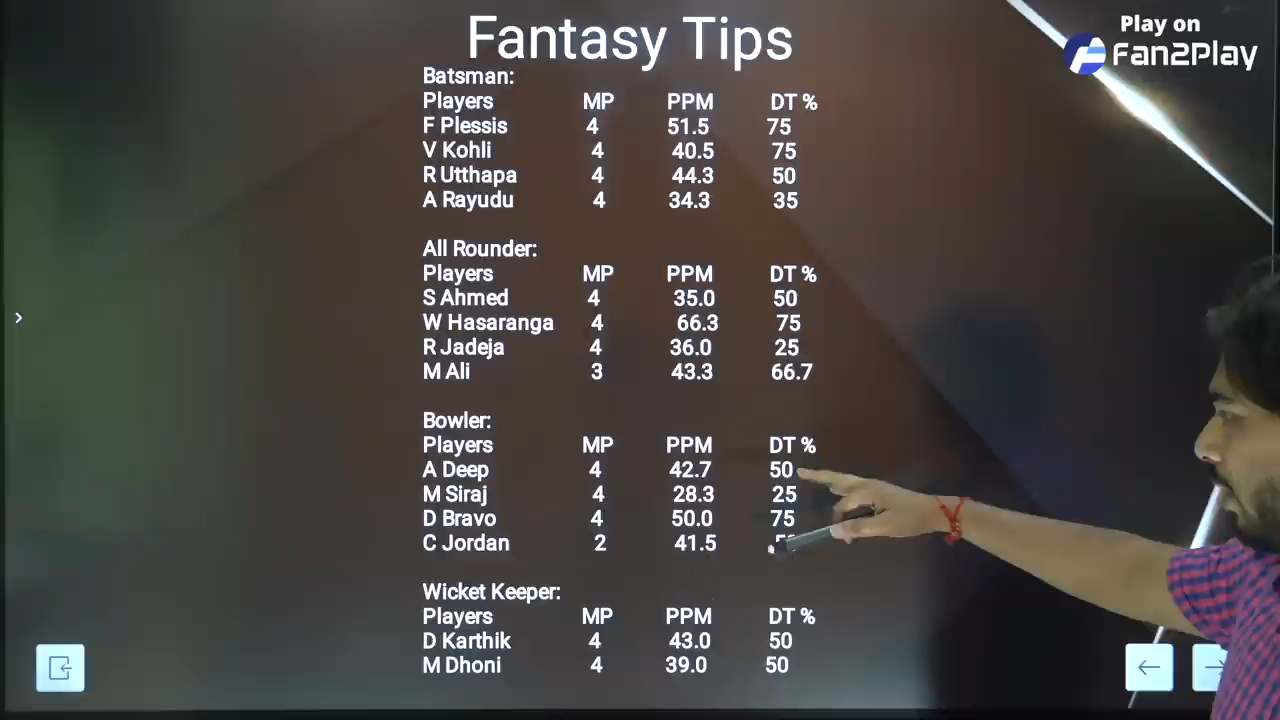 Fantasy Tips
Play on
Fan2Play
Batsman:
Players MP PPM DT %
F Plessis 4 51.5 75
V Kohli 4 40.5 75
R Utthapa 4 44.3 50
A Rayudu 4 34.3 35
All Rounder:
Players MP PPM DT %
S Ahmed 4 35.0 50
W Hasaranga 4 66.3 75
R Jadeja 4 36.0 25
M Ali 3 43.3 66.7
Bowler:
Players MP PPM DT %
A Deep 4 42.7 50
M Siraj 4 28.3 25
D Bravo 4 50.0 75
C Jordan 2 41.5
Wicket Keeper:
Players MP PPM DT %
D Karthik 4 43.0 50
M Dhoni 4 39.0 50